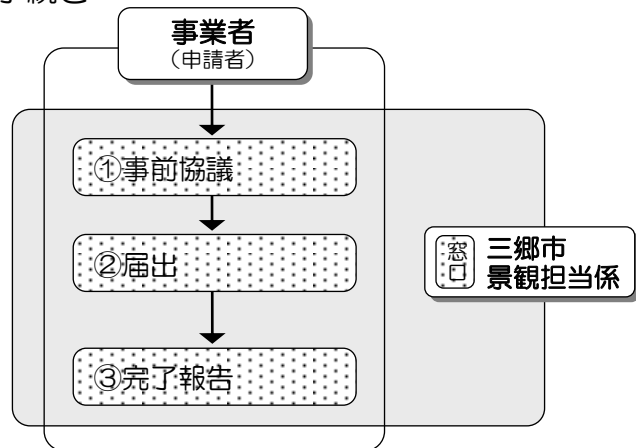 事業者
（申請者）
①事前協議
②届出
③完了報告
窓口
三郷市
景観担当係